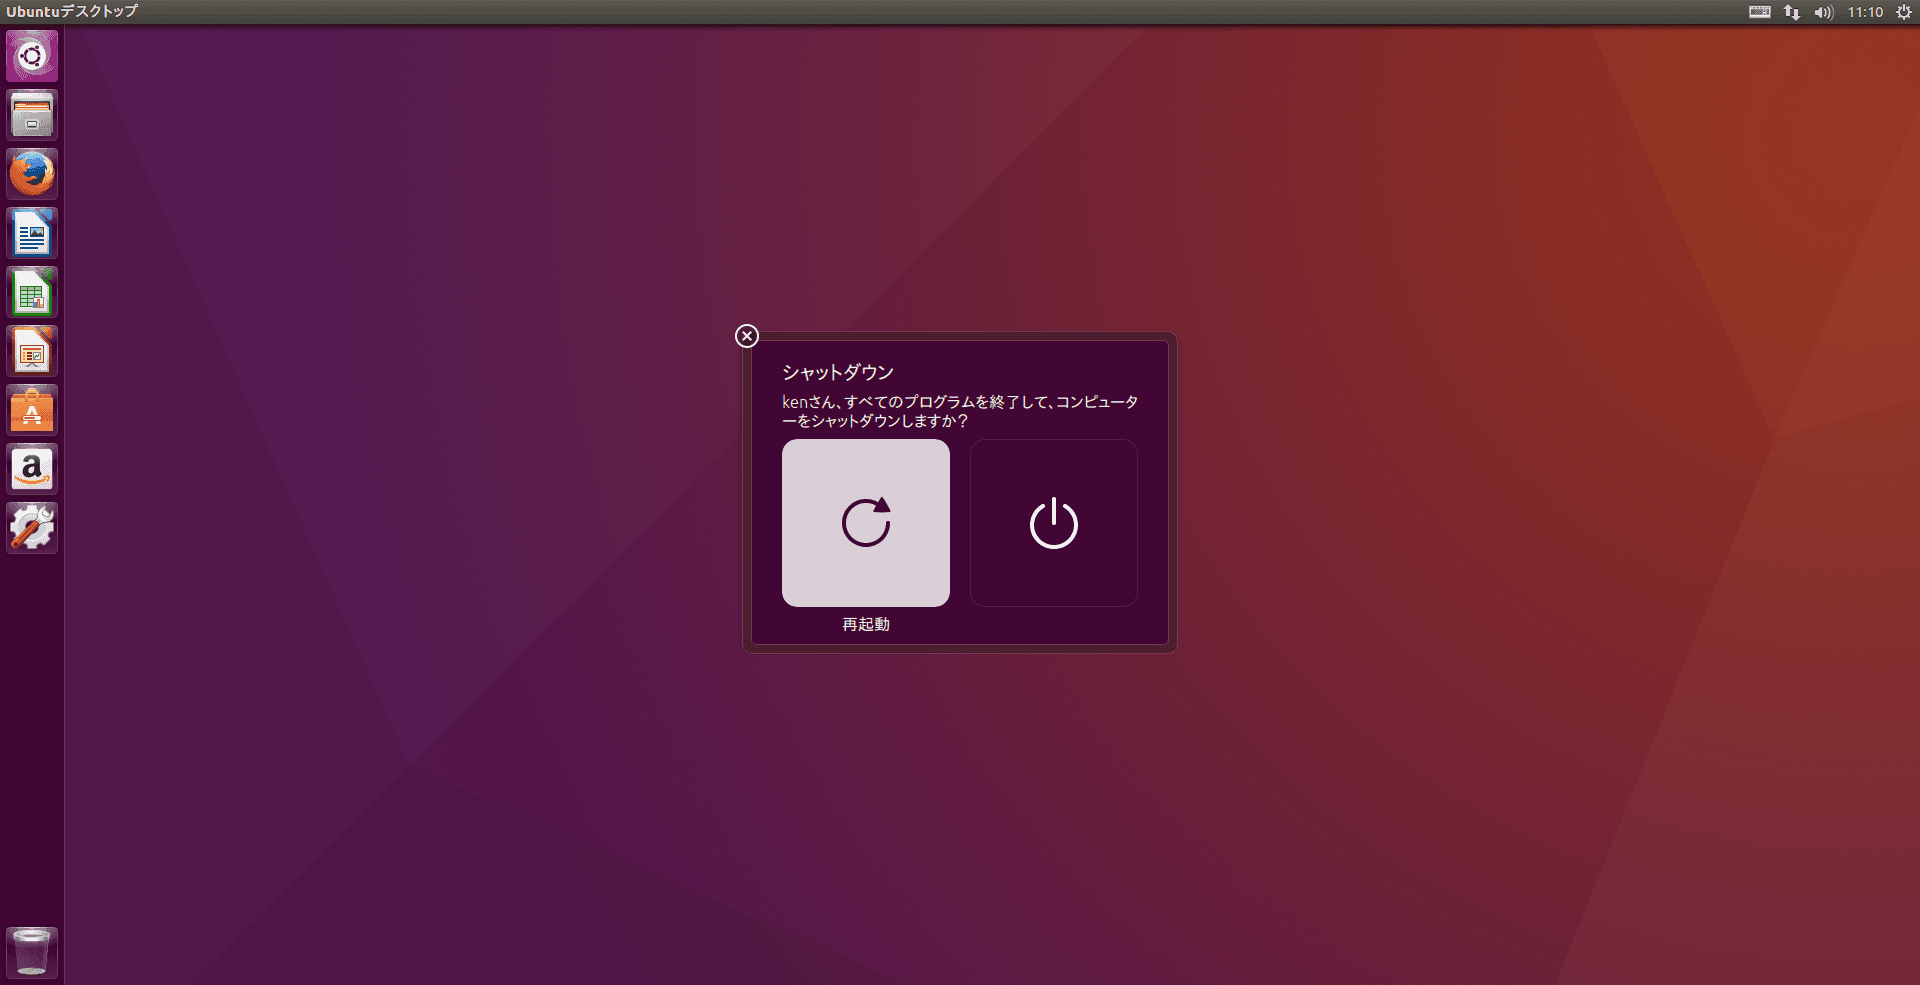 Ubuntuデスクトップ
11:10
シャットダウン
kenさん、すべてのプログラムを終了して、コンピュータ
ーをシャットダウンしますか？
再起動